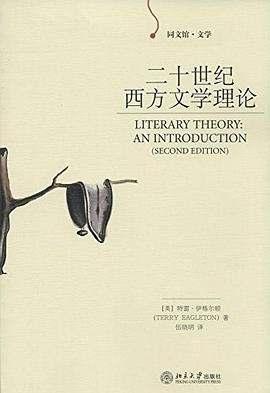 同文馆·文学
二十世纪
西方文学理论
LITERARY THEORY:
AN INTRODUCTION
(SECOND EDITION)
[英] 特雷·伊格尔顿
(TERRY EAGLETON) 著
伍晓明 译
北京大学出版社
PEKING UNIVERSITY PRESS